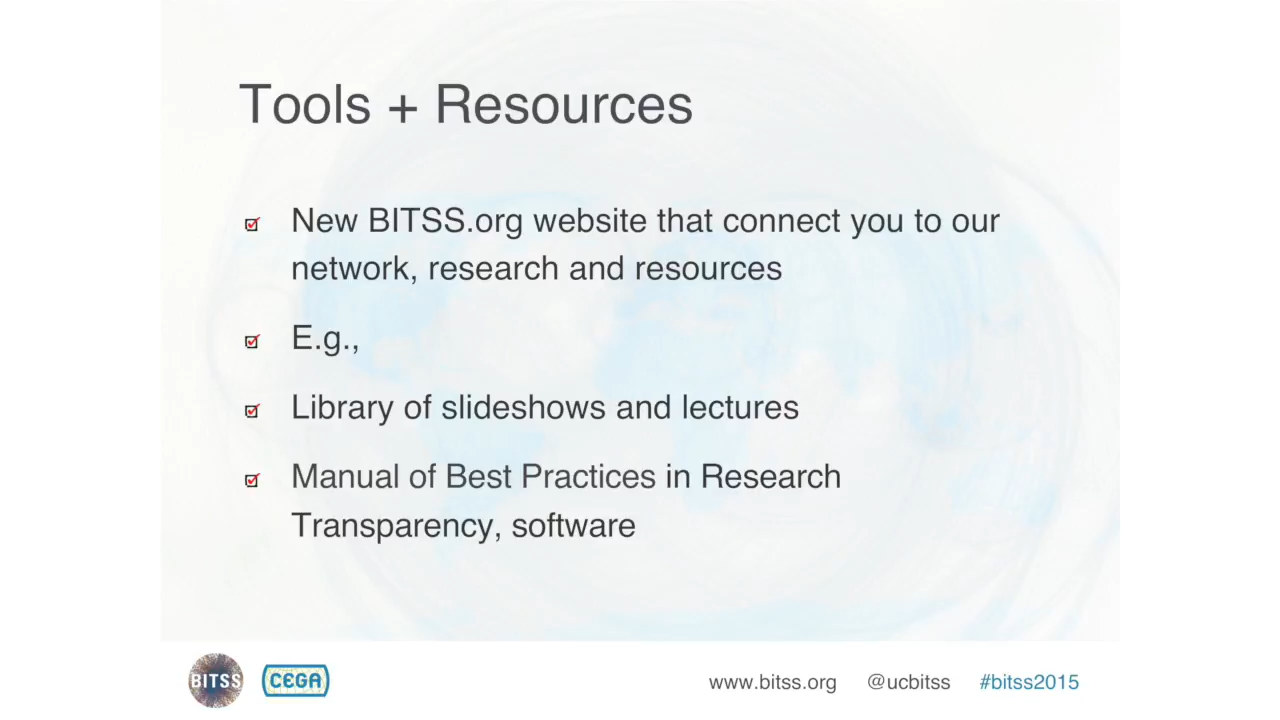 Tools + Resources
New BITSS.org website that connect you to our
network, research and resources
E.g.,
Library of slideshows and lectures
Manual of Best Practices in Research
Transparency, software
BITSS CEGA www.bitss.org @ucbitss #bitss2015